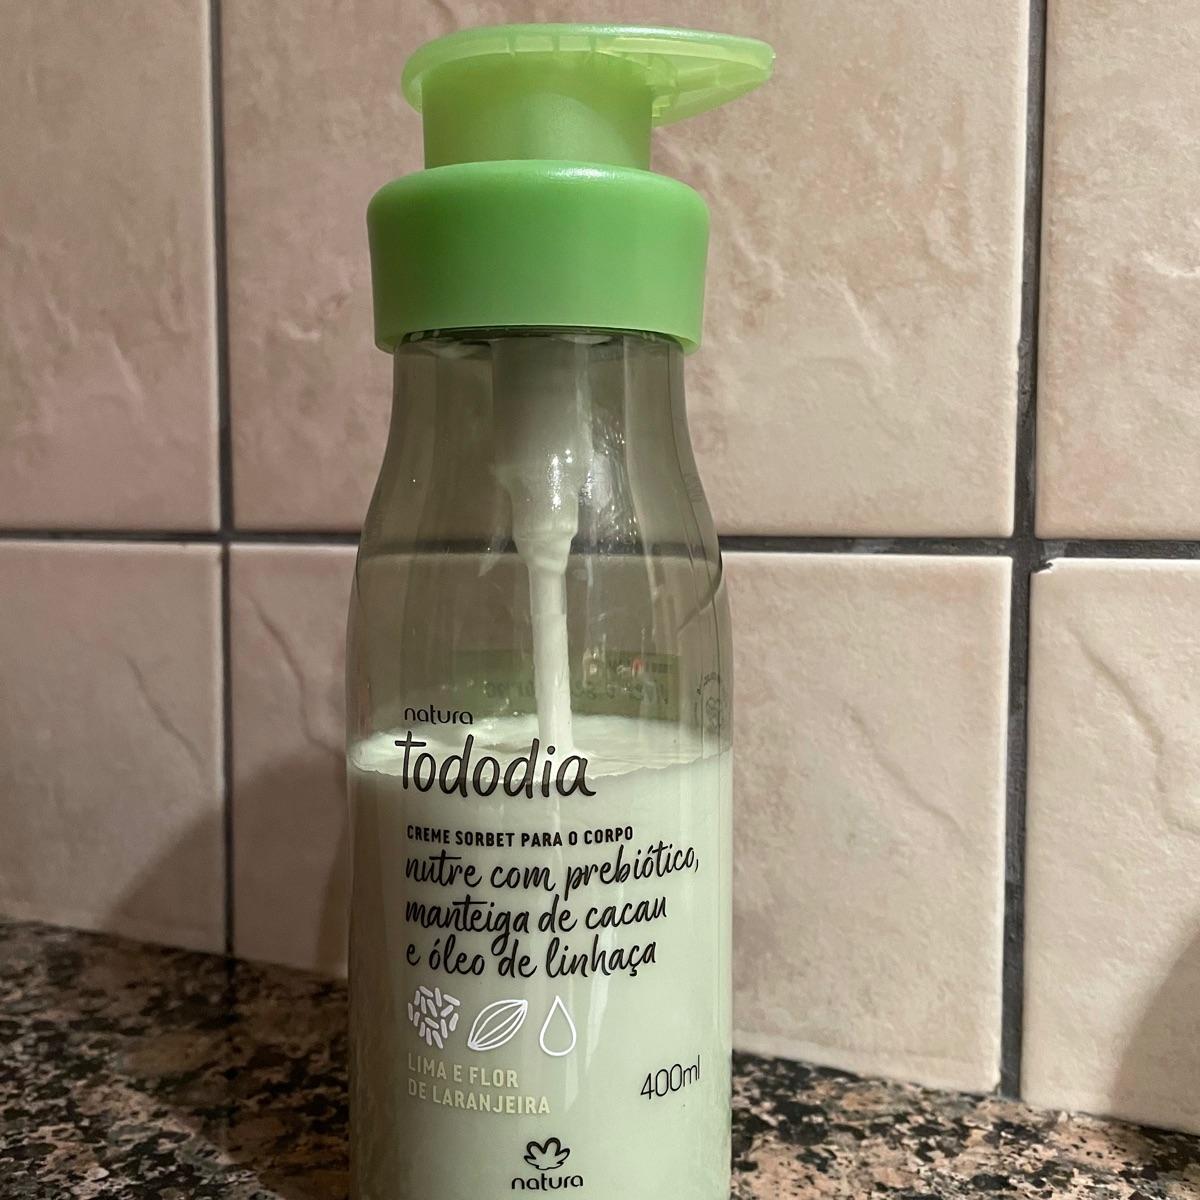 natura
tododia
CREME SORBET PARA O CORPO
nutre com prebiótico,
manteiga de cacau
e óleo de linhaça
LIMA E FLOR
DE LARANJEIRA
400ml
natura